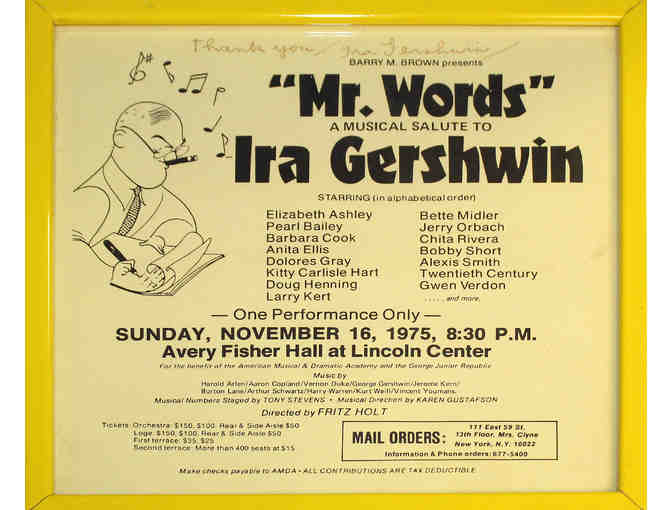 Thank you Ira Gershwin
BARRY M. BROWN presents
"Mr. Words"
A MUSICAL SALUTE TO
Ira Gershwin
STARRING (in alphabetical order)
Elizabeth Ashley
Pearl Bailey
Barbara Cook
Anita Ellis
Dolores Gray
Kitty Carlisle Hart
Doug Henning
Larry Kert
Bette Midler
Jerry Orbach
Chita Rivera
Bobby Short
Alexis Smith
Twentieth Century
Gwen Verdon
..... and more.
— One Performance Only —
SUNDAY, NOVEMBER 16, 1975, 8:30 P.M.
Avery Fisher Hall at Lincoln Center
For the benefit of the American Musical & Dramatic Academy and the George Junior Republic
Music by
Harold Arlen/Aaron Copland/Vernon Duke/George Gershwin/Jerome Kern/
Burton Lane/Arthur Schwartz/Harry Warren/Kurt Weill/Vincent Youmans.
Musical Numbers Staged by TONY STEVENS • Musical Direction by KAREN GUSTAFSON
Directed by FRITZ HOLT
Tickets: Orchestra: $150, $100, Rear & Side Aisle $50
Loge: $150, $100, Rear & Side Aisle $50
First terrace: $35, $25
Second terrace: More than 400 seats at $15
MAIL ORDERS:
111 East 59 St.
13th Floor, Mrs. Clyne
New York, N.Y. 10022
Information & Phone orders: 677-5400
Make checks payable to AMDA • ALL CONTRIBUTIONS ARE TAX DEDUCTIBLE